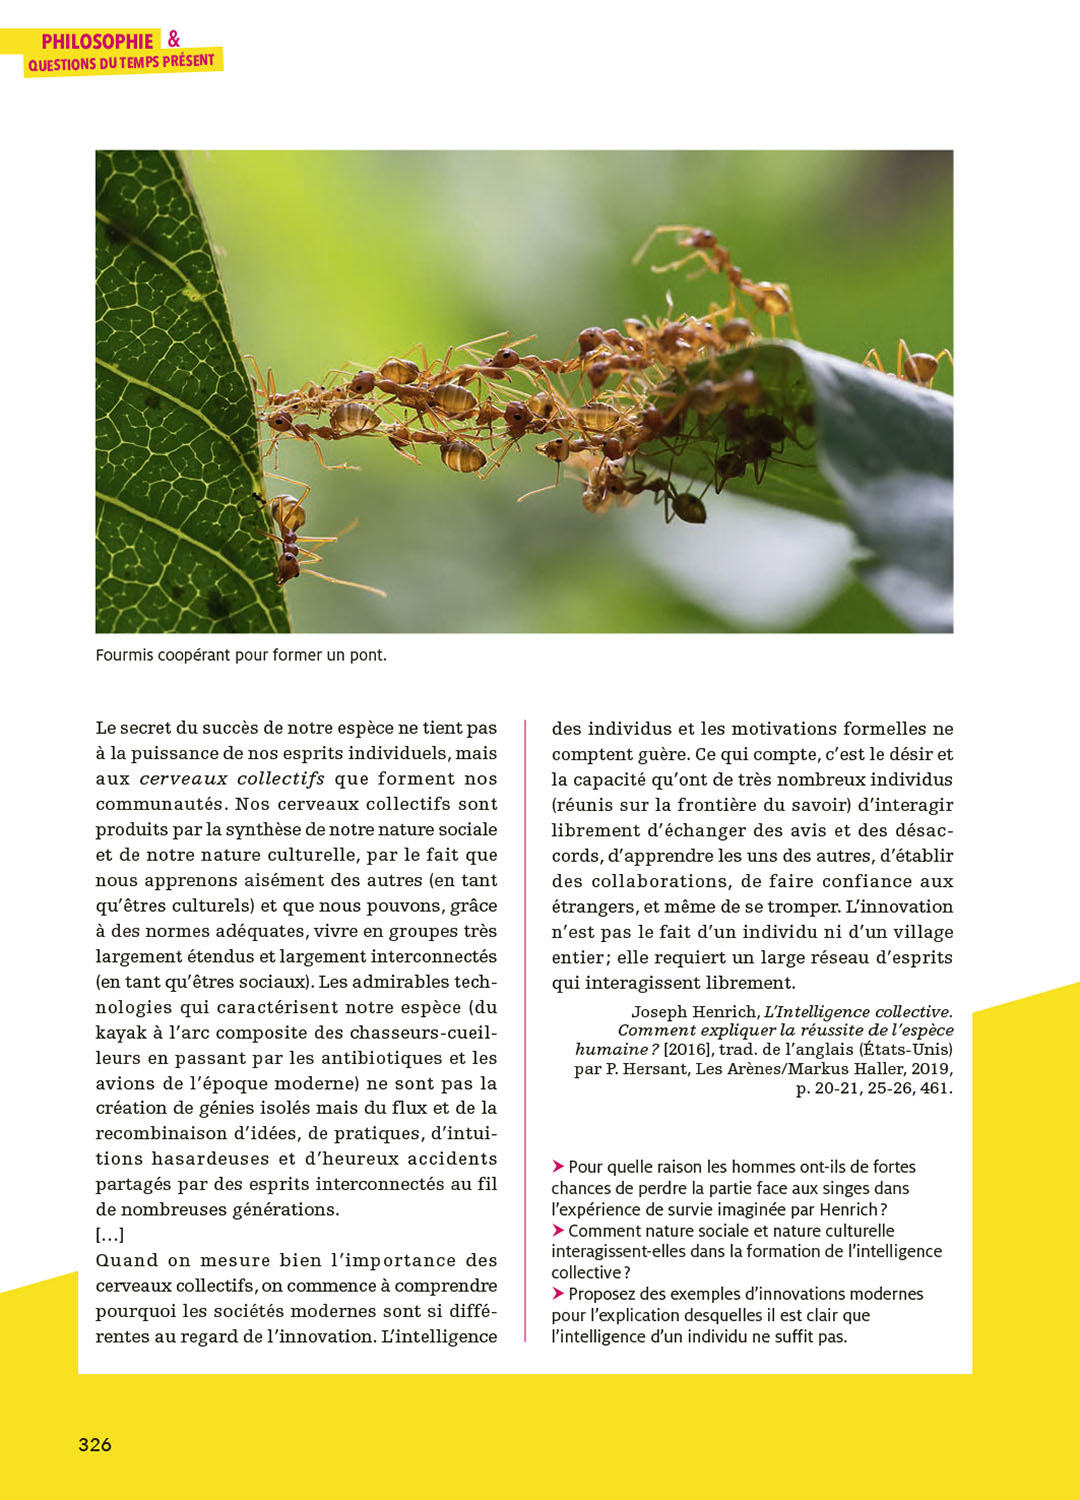 PHILOSOPHIE &
QUESTIONS DU TEMPS PRÉSENT
Fourmis coopérant pour former un pont.
Le secret du succès de notre espèce ne tient pas
à la puissance de nos esprits individuels, mais
aux cerveaux collectifs que forment nos
communautés. Nos cerveaux collectifs sont
produits par la synthèse de notre nature sociale
et de notre nature culturelle, par le fait que
nous apprenons aisément des autres (en tant
qu'êtres culturels) et que nous pouvons, grâce
à des normes adéquates, vivre en groupes très
largement étendus et largement interconnectés
(en tant qu'êtres sociaux). Les admirables tech-
nologies qui caractérisent notre espèce (du
kayak à l'arc composite des chasseurs-cueil-
leurs en passant par les antibiotiques et les
avions de l'époque moderne) ne sont pas la
création de génies isolés mais du flux et de la
recombinaison d'idées, de pratiques, d'intui-
tions hasardeuses et d'heureux accidents
partagés par des esprits interconnectés au fil
de nombreuses générations.
[…]
Quand on mesure bien l'importance des
cerveaux collectifs, on commence à comprendre
pourquoi les sociétés modernes sont si diffé-
rentes au regard de l'innovation. L'intelligence
des individus et les motivations formelles ne
comptent guère. Ce qui compte, c'est le désir et
la capacité qu'ont de très nombreux individus
(réunis sur la frontière du savoir) d'interagir
librement d'échanger des avis et des désac-
cords, d'apprendre les uns des autres, d'établir
des collaborations, de faire confiance aux
étrangers, et même de se tromper. L'innovation
n'est pas le fait d'un individu ni d'un village
entier ; elle requiert un large réseau d'esprits
qui interagissent librement.
Joseph Henrich, L'Intelligence collective.
Comment expliquer la réussite de l'espèce
humaine ? [2016], trad. de l'anglais (États-Unis)
par P. Hersant, Les Arènes/Markus Haller, 2019,
p. 20-21, 25-26, 461.
➤ Pour quelle raison les hommes ont-ils de fortes
chances de perdre la partie face aux singes dans
l'expérience de survie imaginée par Henrich ?
➤ Comment nature sociale et nature culturelle
interagissent-elles dans la formation de l'intelligence
collective ?
➤ Proposez des exemples d'innovations modernes
pour l'explication desquelles il est clair que
l'intelligence d'un individu ne suffit pas.
326